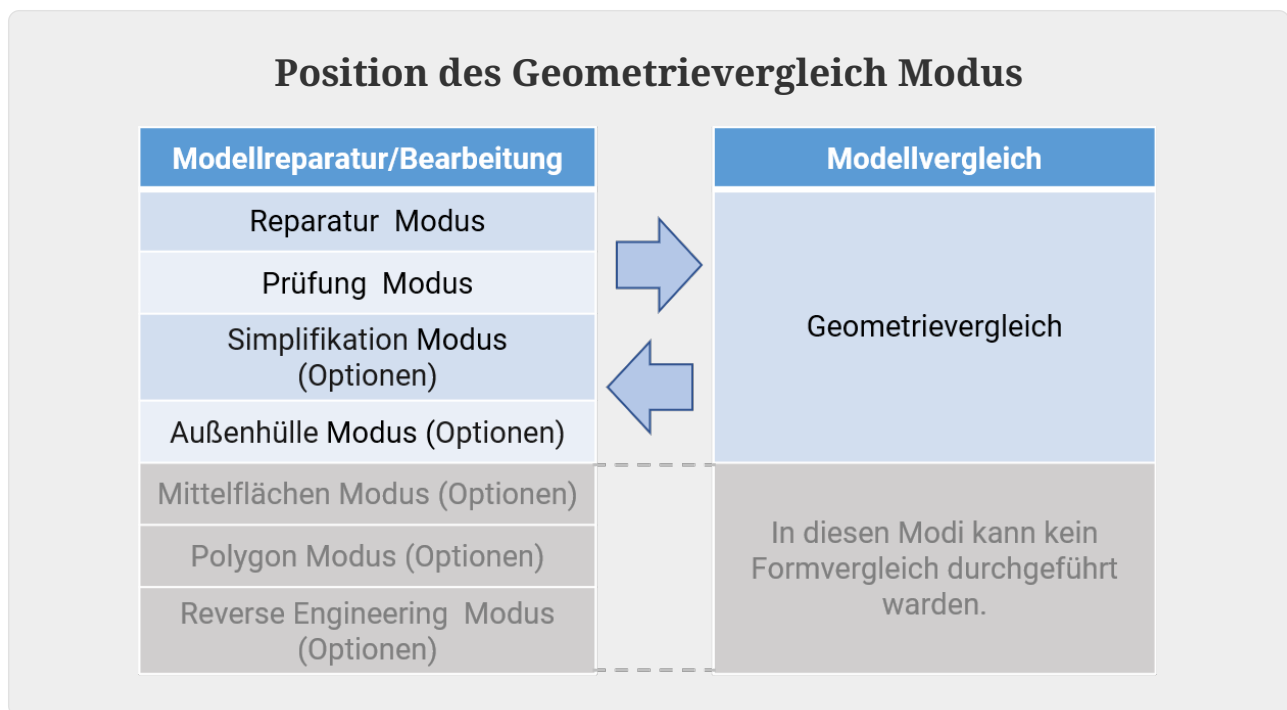 Position des Geometrievergleich Modus
Modellreparatur/Bearbeitung
Reparatur  Modus
Prüfung  Modus
Simplifikation Modus
(Optionen)
Außenhülle Modus (Optionen)
Mittelflächen Modus (Optionen)
Polygon Modus (Optionen)
Reverse Engineering  Modus
(Optionen)
Modellvergleich
Geometrievergleich
In diesen Modi kann kein
Formvergleich durchgeführt
warden.